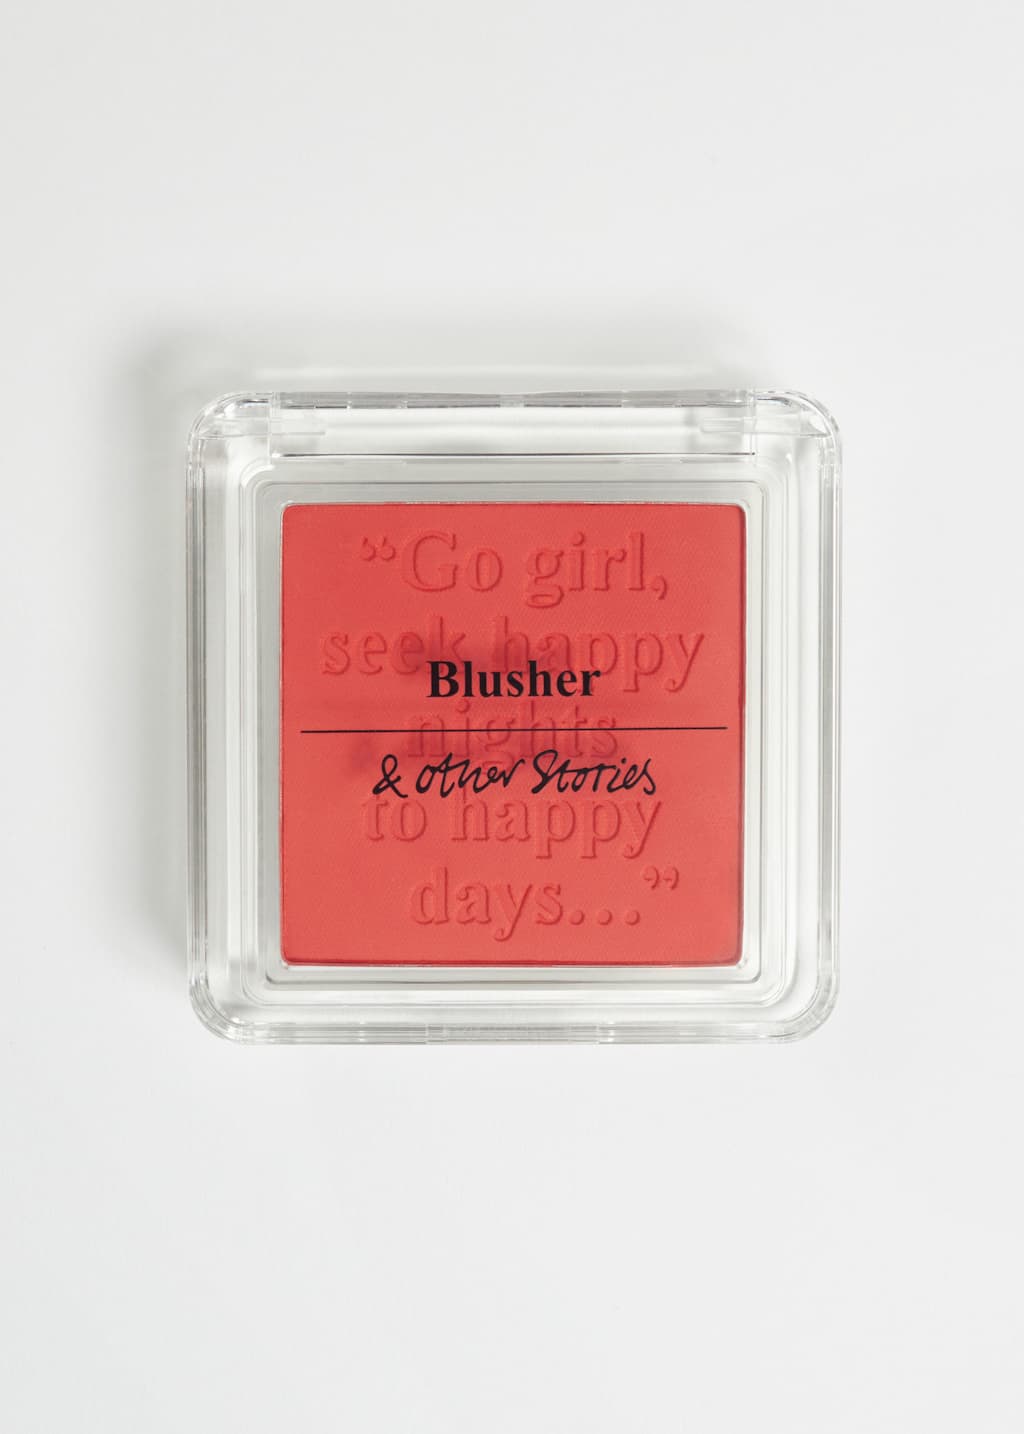 “Go girl,
seek happy
Blusher
nights
& other Stories
to happy
days...”